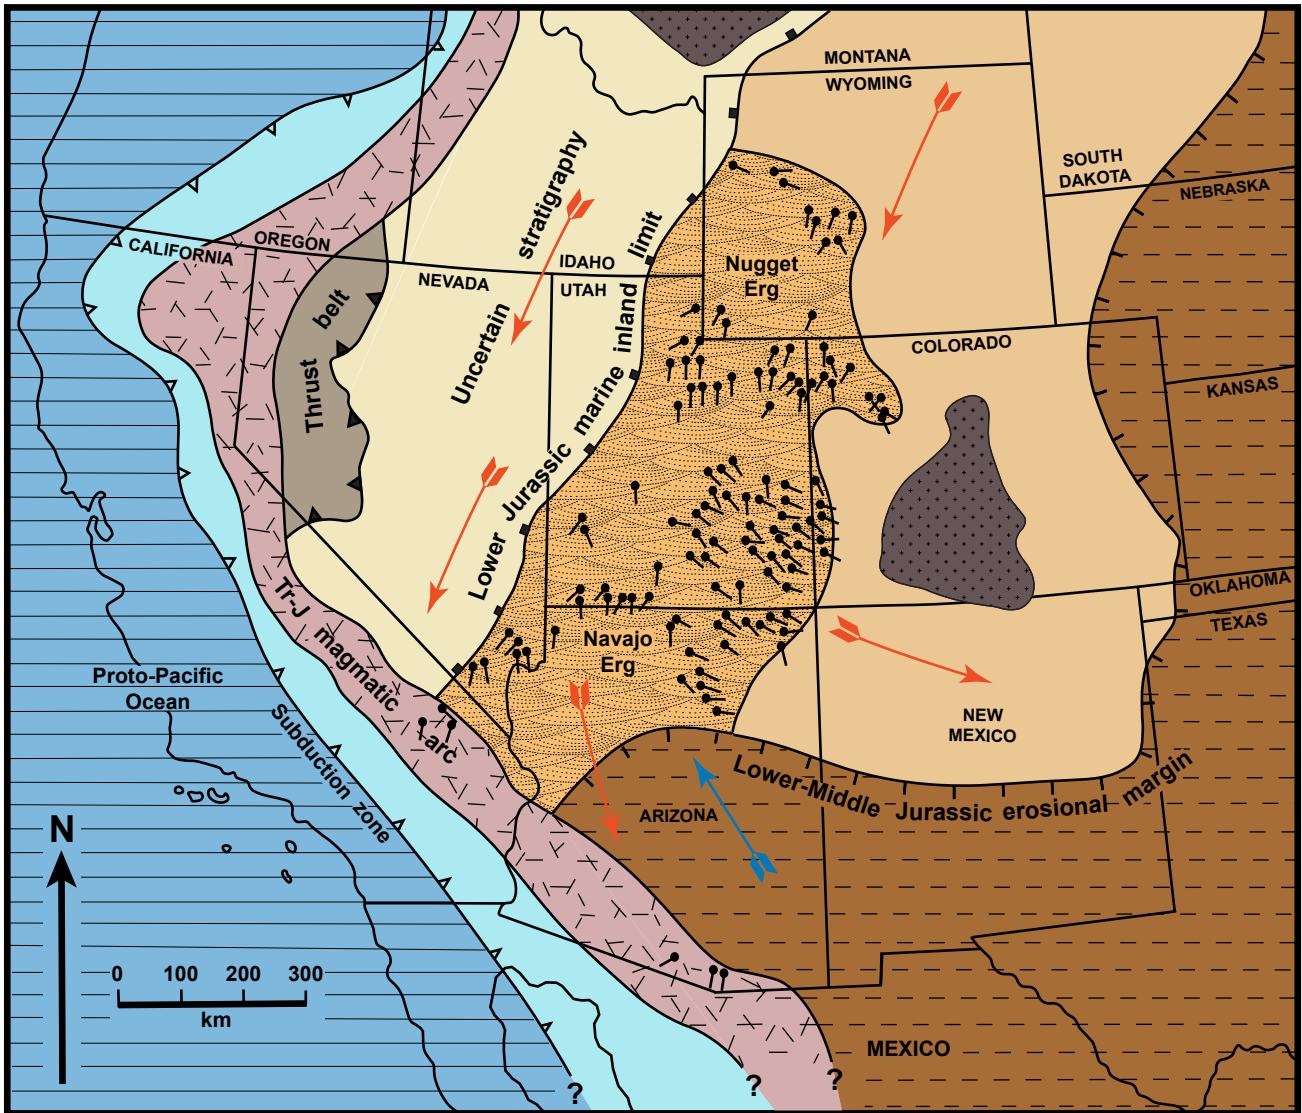 MONTANA
WYOMING
SOUTH
DAKOTA
NEBRASKA
stratigraphy
limit
OREGON
CALIFORNIA
IDAHO
NEVADA
UTAH
Nugget
Erg
belt
Thrust
Uncertain
inland
marine
Jurassic
Lower
COLORADO
KANSAS
OKLAHOMA
TEXAS
Tr-J magmatic arc
Navajo
Erg
Proto-Pacific
Ocean
Subduction zone
NEW
MEXICO
Lower-Middle Jurassic erosional margin
ARIZONA
N
0 100 200 300
km
MEXICO
? ? ?